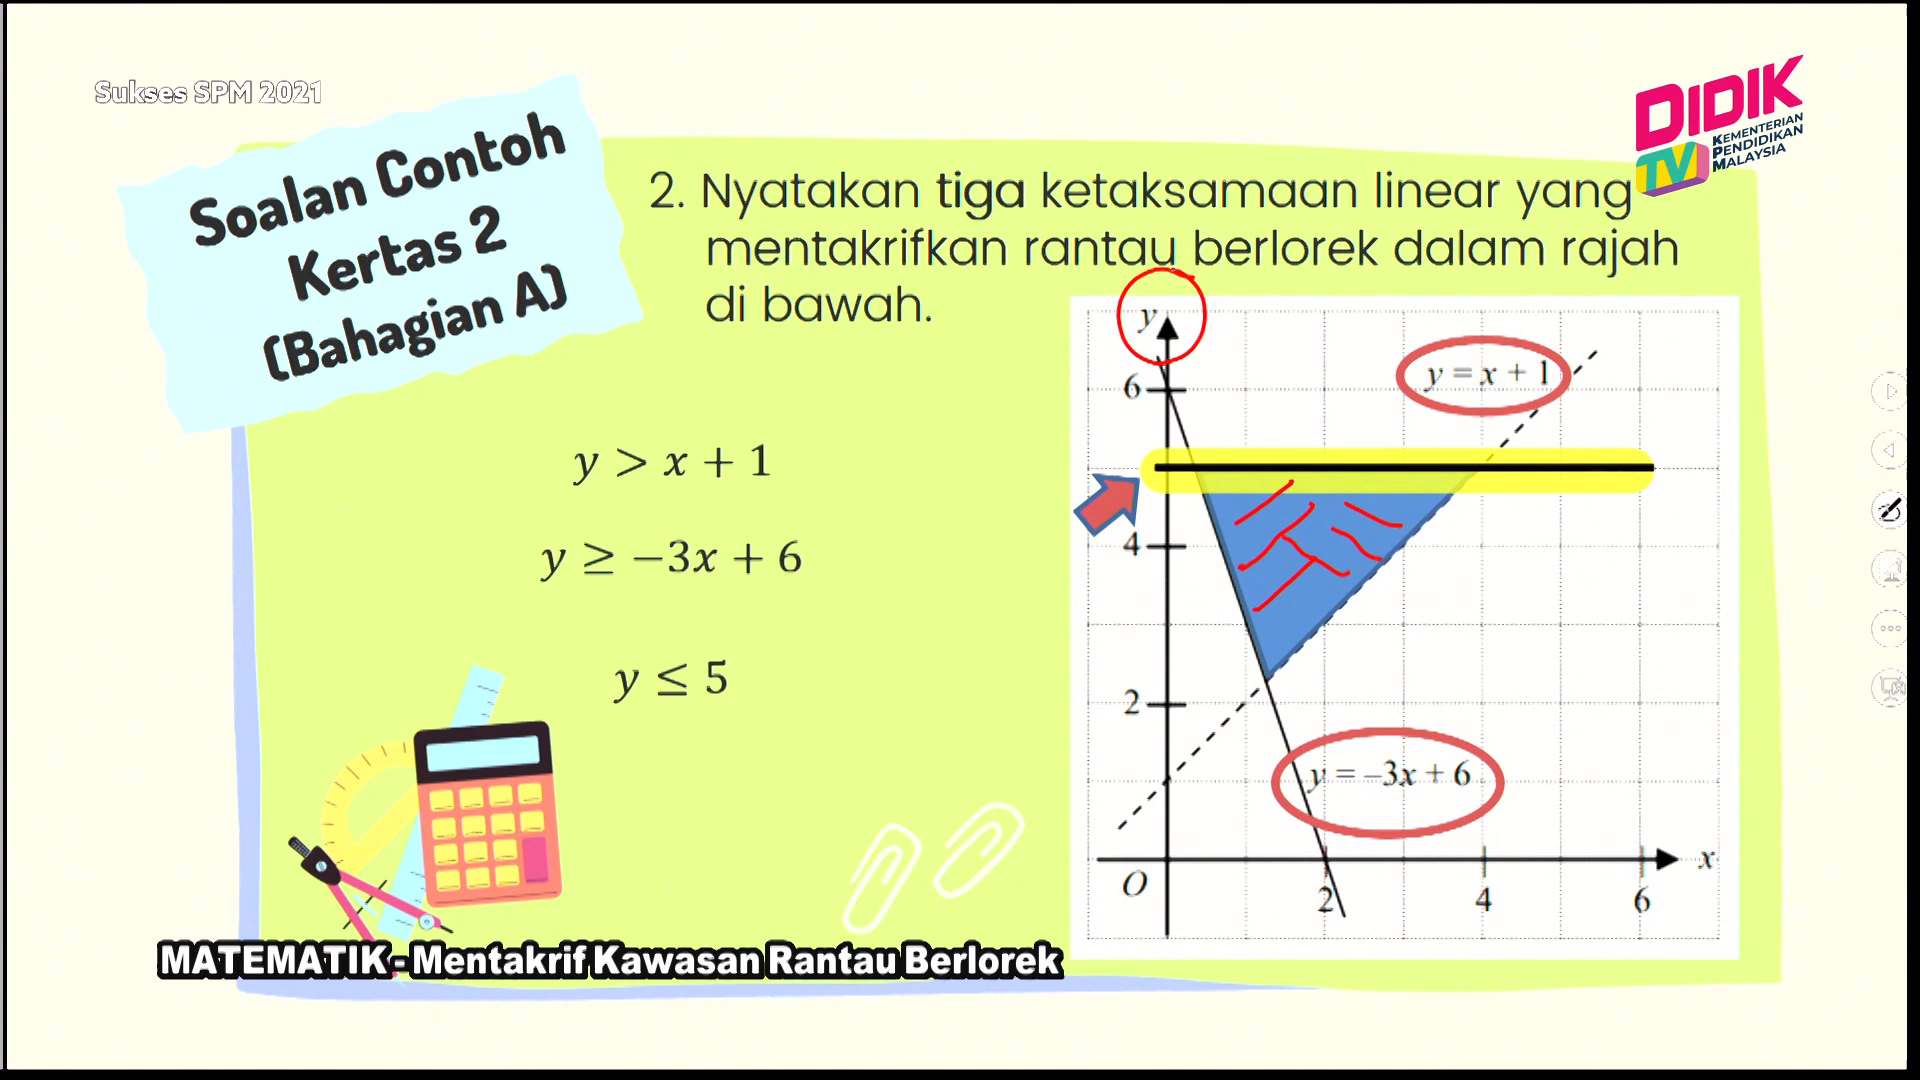 Sukses SPM 2021
DIDIK
TV
KEMENTERIAN
PENDIDIKAN
MALAYSIA
Soalan Contoh
Kertas 2
(Bahagian A)
2. Nyatakan tiga ketaksamaan linear yang
mentakrifkan rantau berlorek dalam rajah
di bawah.
y > x + 1
y ≥ −3x + 6
y ≤ 5
y
y = x + 1
6
4
2
y = –3x + 6
O
2
4
6
x
MATEMATIK - Mentakrif Kawasan Rantau Berlorek